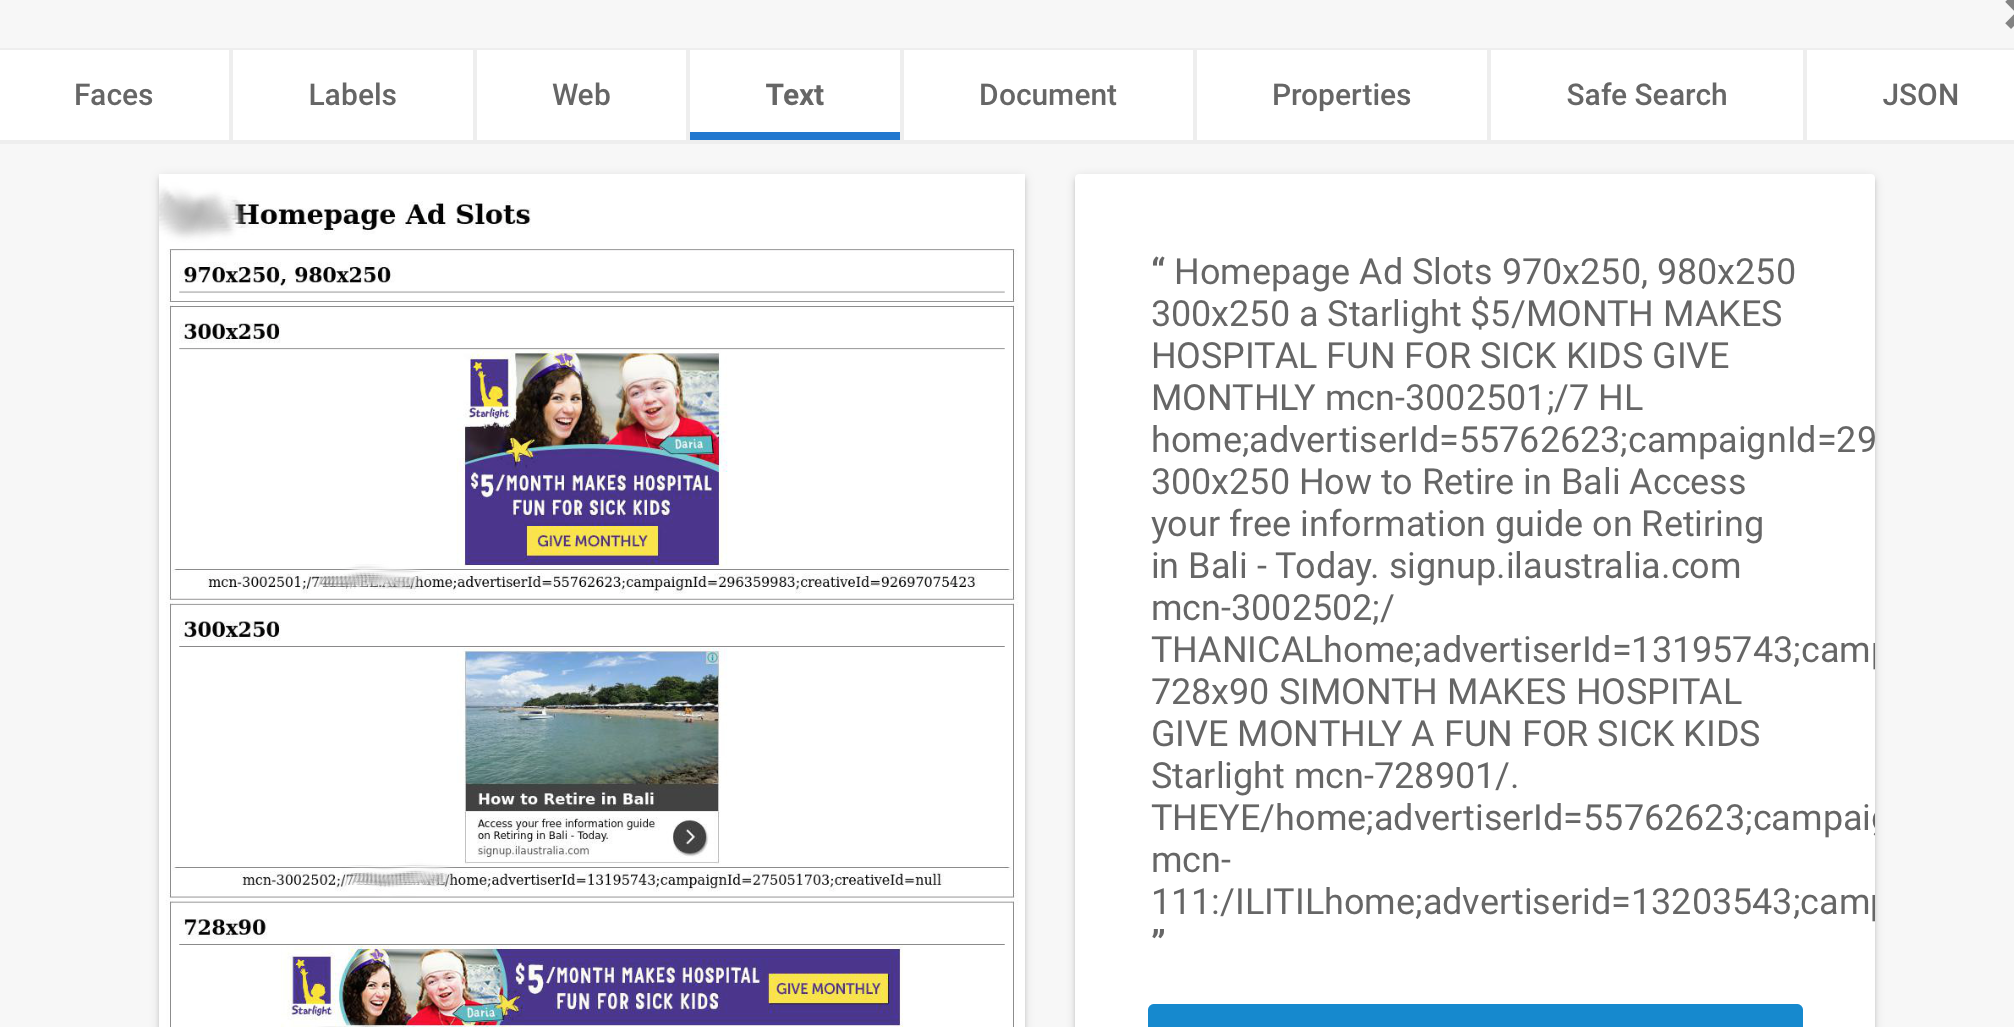 Faces
Labels
Web
Text
Document
Properties
Safe Search
JSON
Homepage Ad Slots
970x250, 980x250
300x250
Starlight
Daria
$5/MONTH MAKES HOSPITAL
FUN FOR SICK KIDS
GIVE MONTHLY
mcn-3002501;/7 /home;advertiserId=55762623;campaignId=296359983;creativeId=92697075423
300x250
How to Retire in Bali
Access your free information guide
on Retiring in Bali - Today.
signup.ilaustralia.com
mcn-3002502;/7 /home;advertiserId=13195743;campaignId=275051703;creativeId=null
728x90
Starlight
Daria
$5/MONTH MAKES HOSPITAL
FUN FOR SICK KIDS
GIVE MONTHLY
“ Homepage Ad Slots 970x250, 980x250
300x250 a Starlight $5/MONTH MAKES
HOSPITAL FUN FOR SICK KIDS GIVE
MONTHLY mcn-3002501;/7 HL
home;advertiserId=55762623;campaignId=29
300x250 How to Retire in Bali Access
your free information guide on Retiring
in Bali - Today. signup.ilaustralia.com
mcn-3002502;/
THANICALhome;advertiserId=13195743;camp
728x90 SIMONTH MAKES HOSPITAL
GIVE MONTHLY A FUN FOR SICK KIDS
Starlight mcn-728901/.
THEYE/home;advertiserId=55762623;campaig
mcn-
111:/ILITILhome;advertiserid=13203543;camp
”